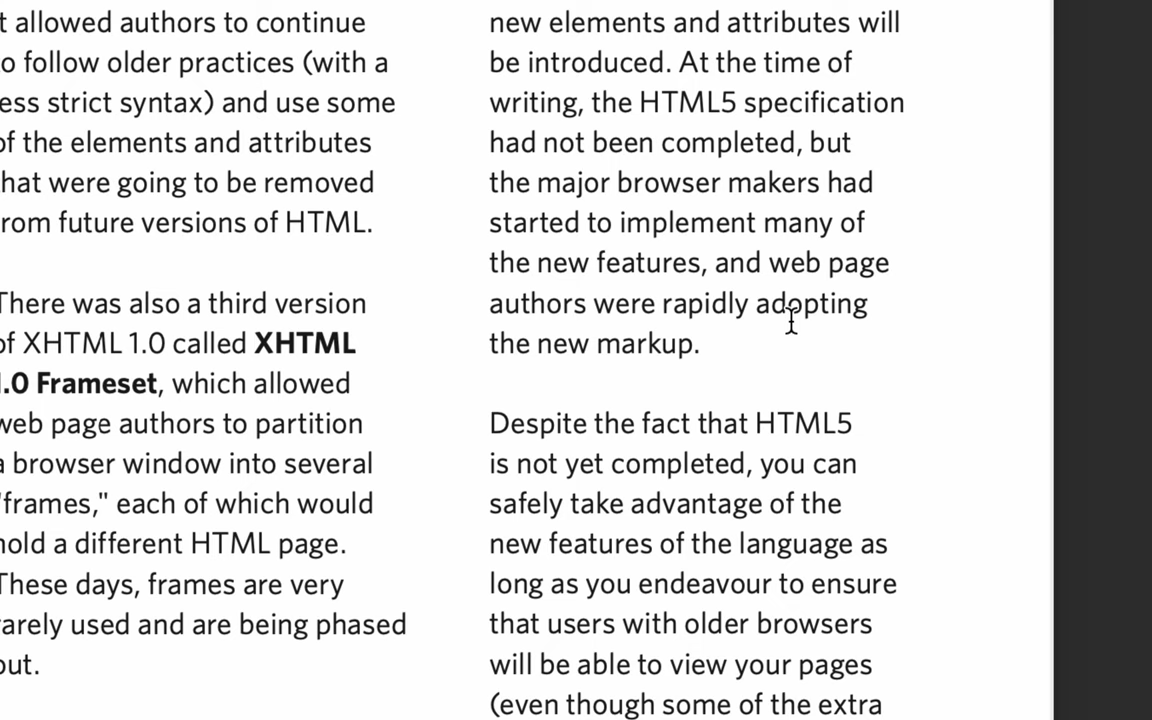 t allowed authors to continue
o follow older practices (with a
ess strict syntax) and use some
of the elements and attributes
hat were going to be removed
rom future versions of HTML.
There was also a third version
of XHTML 1.0 called XHTML
1.0 Frameset, which allowed
web page authors to partition
a browser window into several
"frames," each of which would
hold a different HTML page.
These days, frames are very
rarely used and are being phased
out.
new elements and attributes will
be introduced. At the time of
writing, the HTML5 specification
had not been completed, but
the major browser makers had
started to implement many of
the new features, and web page
authors were rapidly adopting
the new markup.
Despite the fact that HTML5
is not yet completed, you can
safely take advantage of the
new features of the language as
long as you endeavour to ensure
that users with older browsers
will be able to view your pages
(even though some of the extra